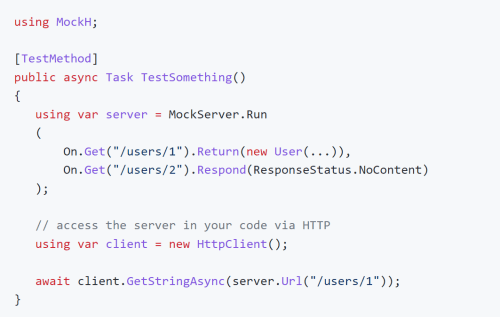 using MockH;
[TestMethod]
public async Task TestSomething()
{
using var server = MockServer.Run
(
On.Get("/users/1").Return(new User(...)),
On.Get("/users/2").Respond(ResponseStatus.NoContent)
);
// access the server in your code via HTTP
using var client = new HttpClient();
await client.GetStringAsync(server.Url("/users/1"));
}